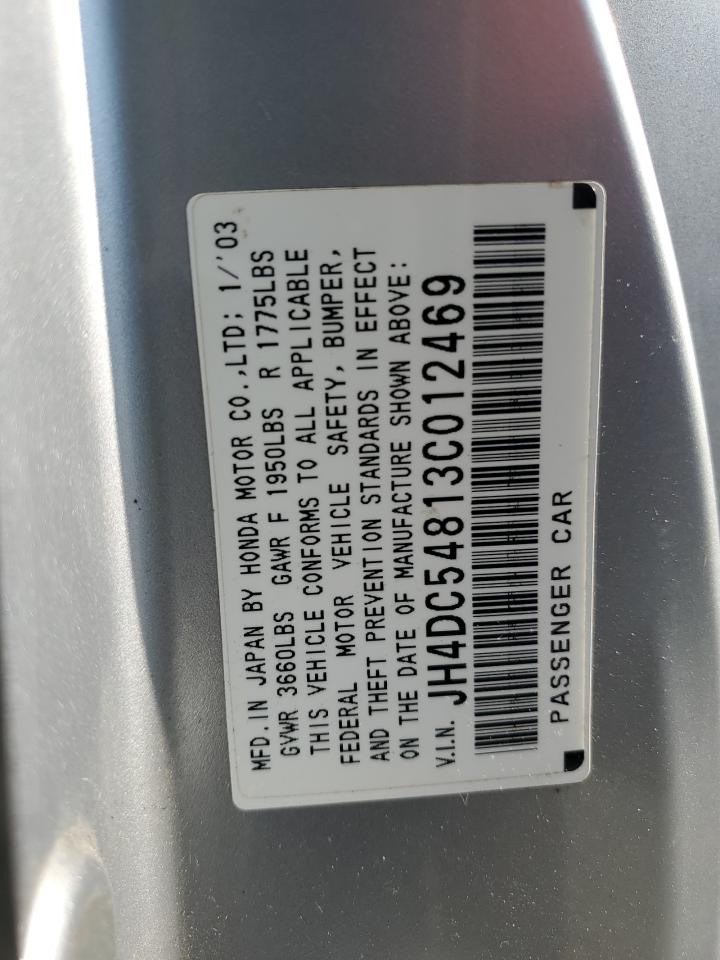 MFD. IN JAPAN BY HONDA MOTOR CO.,LTD; 1/'03
GVWR 3660LBS GAWR F 1950LBS R 1775LBS
THIS VEHICLE CONFORMS TO ALL APPLICABLE
FEDERAL MOTOR VEHICLE SAFETY, BUMPER,
AND THEFT PREVENTION STANDARDS IN EFFECT
ON THE DATE OF MANUFACTURE SHOWN ABOVE:
V.I.N. JH4DC54813C012469
PASSENGER CAR